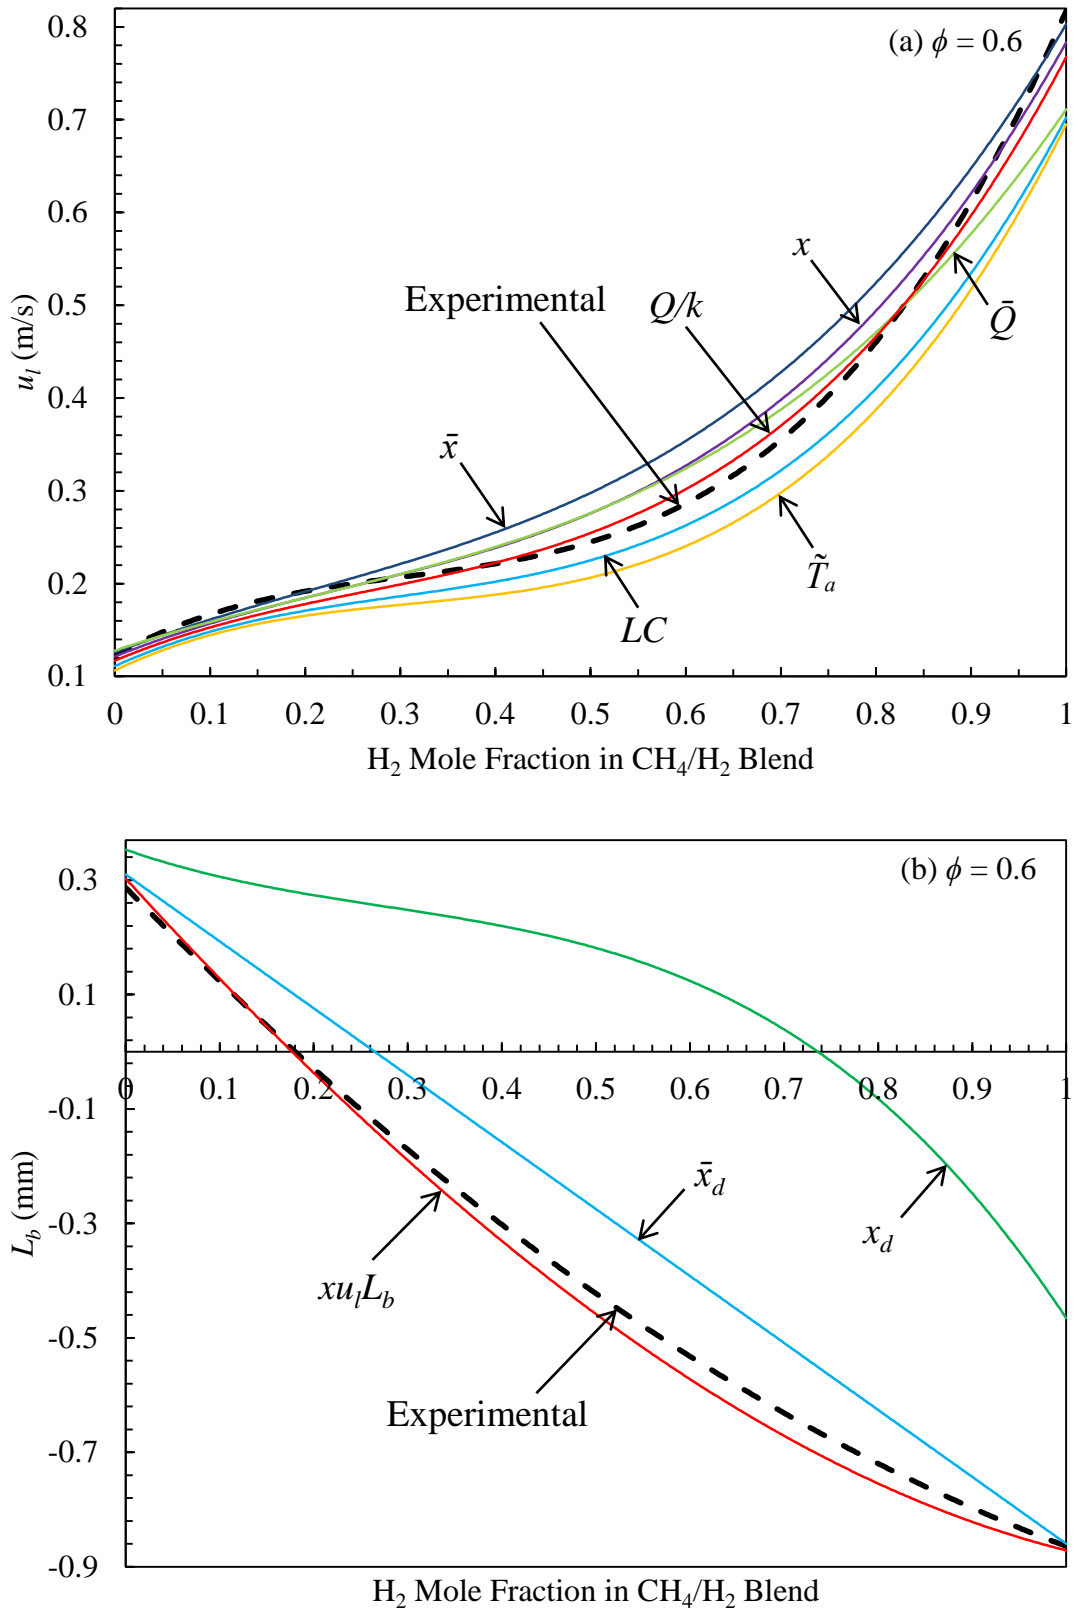 0.8
(a) ϕ = 0.6
0.7
0.6
x
Experimental
Q/k
0.5
Q̄
u_l (m/s)
0.4
x̄
0.3
T̃_a
0.2
LC
0.1
0 0.1 0.2 0.3 0.4 0.5 0.6 0.7 0.8 0.9 1
H₂ Mole Fraction in CH₄/H₂ Blend
(b) ϕ = 0.6
0.3
0.1
0 0.1 0.2 0.3 0.4 0.5 0.6 0.7 0.8 0.9 1
-0.1
x̄_d
L_b (mm)
x_d
-0.3
xu_lL_b
-0.5
Experimental
-0.7
-0.9
H₂ Mole Fraction in CH₄/H₂ Blend